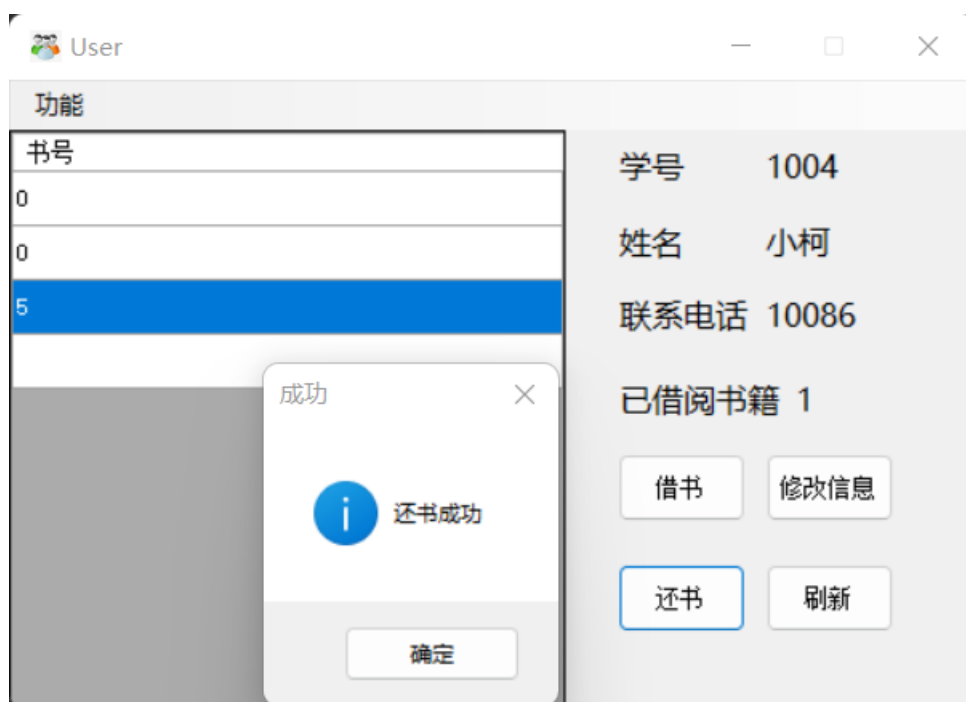 User
功能
书号
0
0
5
学号 1004
姓名 小柯
联系电话 10086
已借阅书籍 1
借书 修改信息
还书 刷新
成功
还书成功
确定